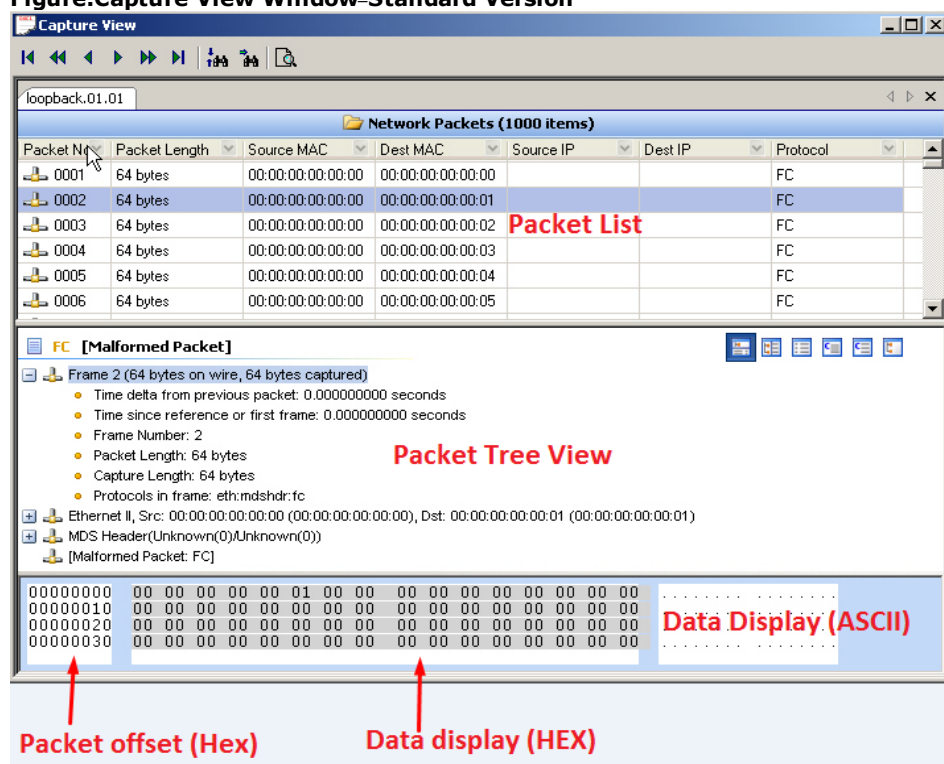 Figure:Capture View Window–Standard Version
Capture View
loopback.01.01
Network Packets (1000 items)
Packet No Packet Length Source MAC Dest MAC Source IP Dest IP Protocol
0001 64 bytes 00:00:00:00:00:00 00:00:00:00:00:00 FC
0002 64 bytes 00:00:00:00:00:00 00:00:00:00:00:01 FC
0003 64 bytes 00:00:00:00:00:00 00:00:00:00:00:02 FC
Packet List
0004 64 bytes 00:00:00:00:00:00 00:00:00:00:00:03 FC
0005 64 bytes 00:00:00:00:00:00 00:00:00:00:00:04 FC
0006 64 bytes 00:00:00:00:00:00 00:00:00:00:00:05 FC
FC [Malformed Packet]
Frame 2 (64 bytes on wire, 64 bytes captured)
Time delta from previous packet: 0.000000000 seconds
Time since reference or first frame: 0.000000000 seconds
Frame Number: 2
Packet Length: 64 bytes
Packet Tree View
Capture Length: 64 bytes
Protocols in frame: eth:mdshdr:fc
Ethernet II, Src: 00:00:00:00:00:00 (00:00:00:00:00:00), Dst: 00:00:00:00:00:01 (00:00:00:00:00:01)
MDS Header(Unknown(0)/Unknown(0))
[Malformed Packet: FC]
00000000 00 00 00 00 00 01 00 00 00 00 00 00 00 00 00 00 ........ ........
00000010 00 00 00 00 00 00 00 00 00 00 00 00 00 00 00 00 ........ ........
00000020 00 00 00 00 00 00 00 00 00 00 00 00 00 00 00 00 ........ ........
00000030 00 00 00 00 00 00 00 00 00 00 00 00 00 00 00 00 ........ ........
Data Display (ASCII)
Packet offset (Hex)
Data display (HEX)